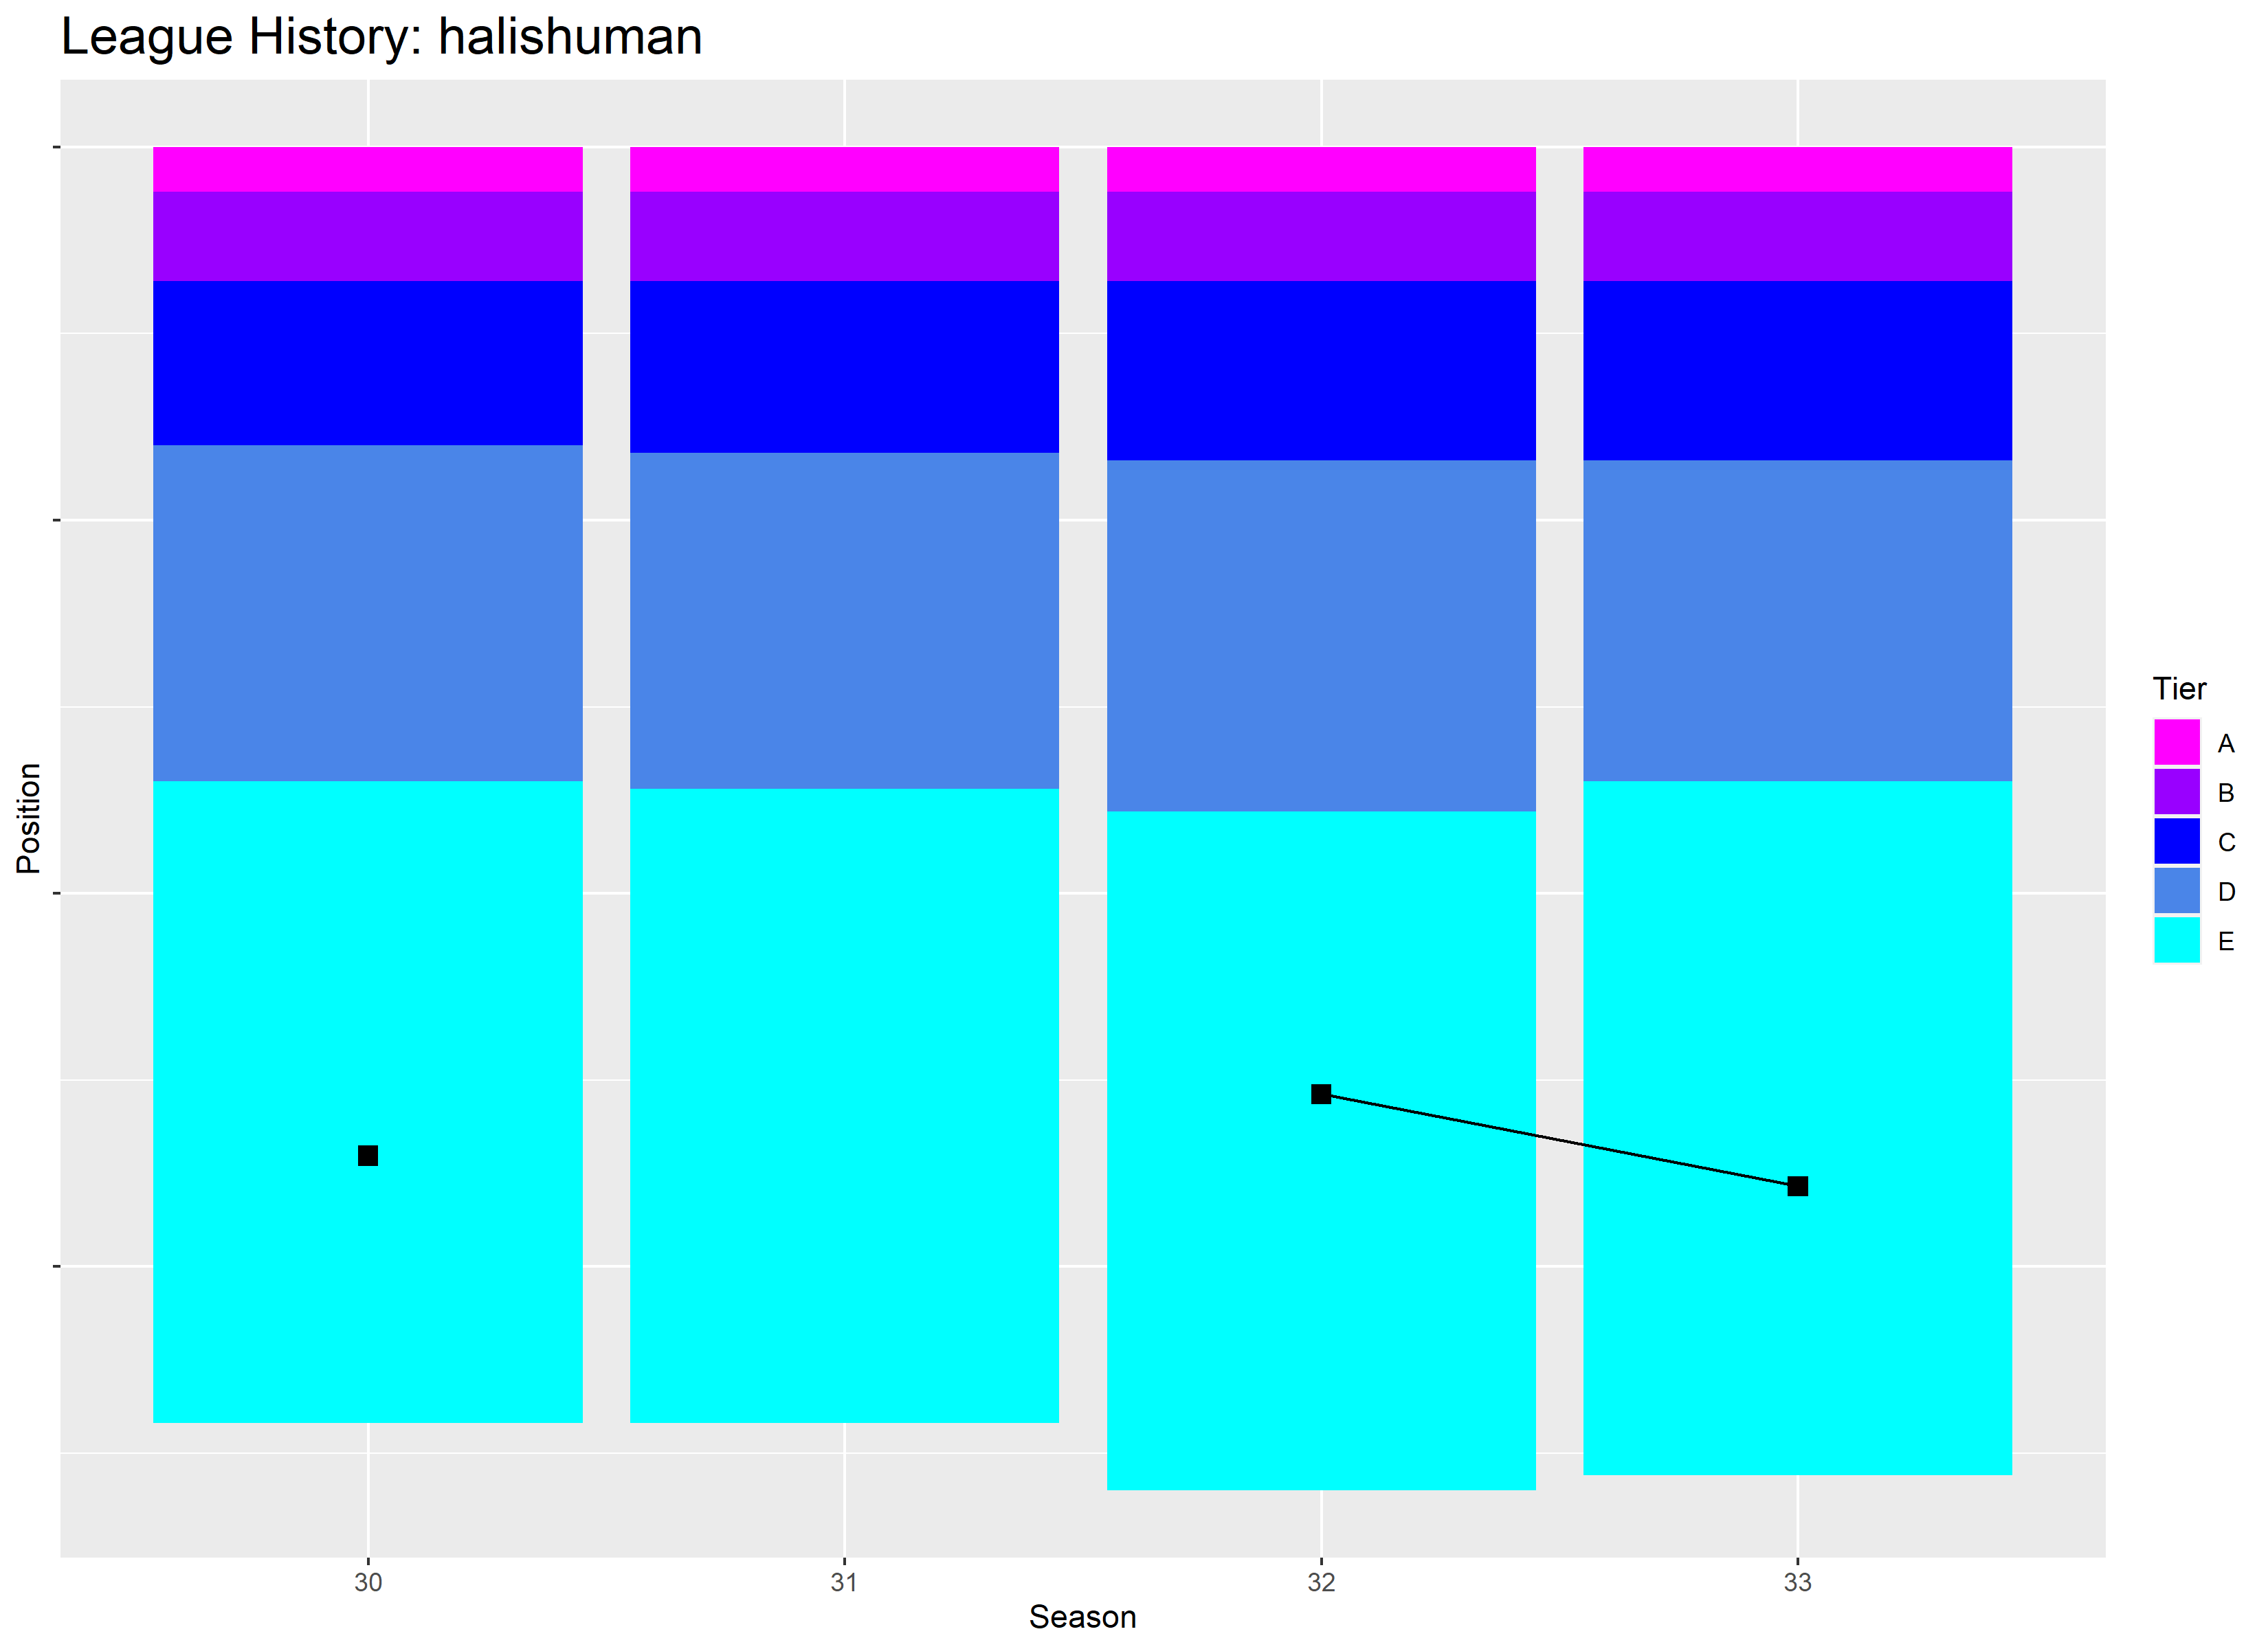 League History: halishuman
Position
Tier
A
B
C
D
E
30
31
32
33
Season